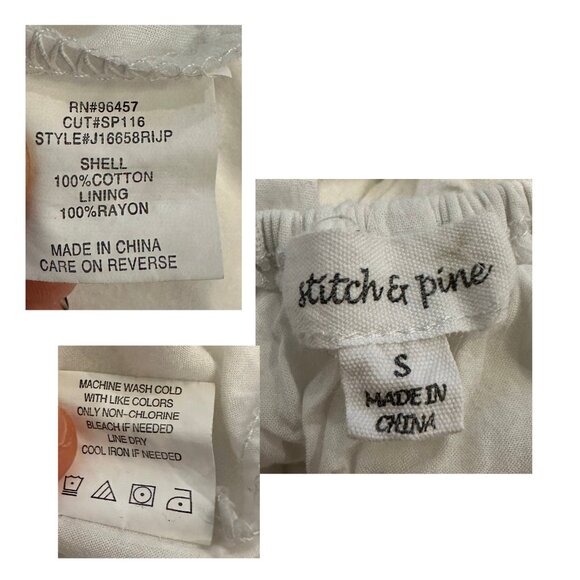 RN#96457
CUT#SP116
STYLE#J16658RIJP
SHELL
100%COTTON
LINING
100%RAYON
MADE IN CHINA
CARE ON REVERSE
stitch & pine
S
MADE IN
CHINA
MACHINE WASH COLD
WITH LIKE COLORS
ONLY NON-CHLORINE
BLEACH IF NEEDED
LINE DRY
COOL IRON IF NEEDED